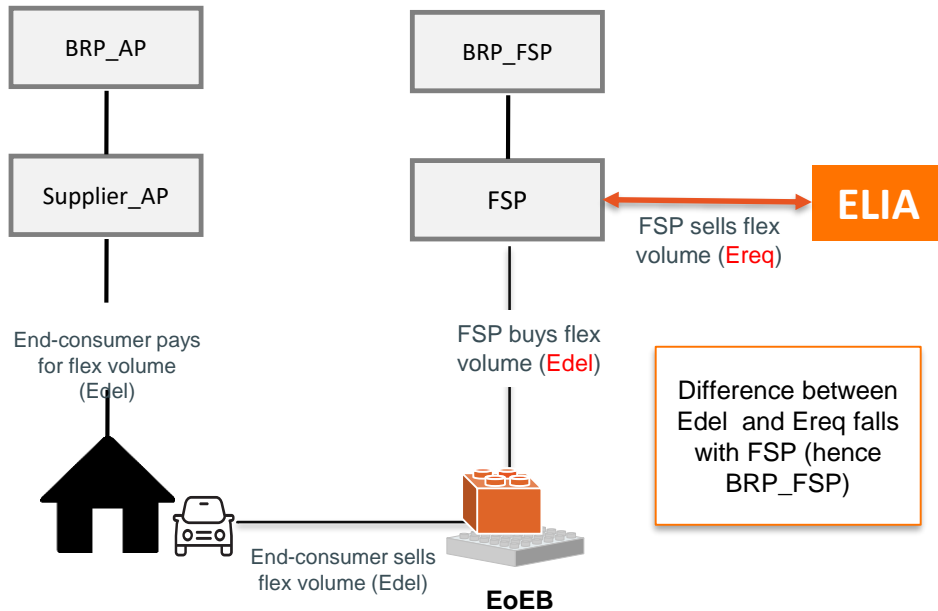 BRP_AP
BRP_FSP
Supplier_AP
FSP
ELIA
FSP sells flex
volume (Ereq)
End-consumer pays
for flex volume
(Edel)
FSP buys flex
volume (Edel)
Difference between
Edel and Ereq falls
with FSP (hence
BRP_FSP)
End-consumer sells
flex volume (Edel)
EoEB